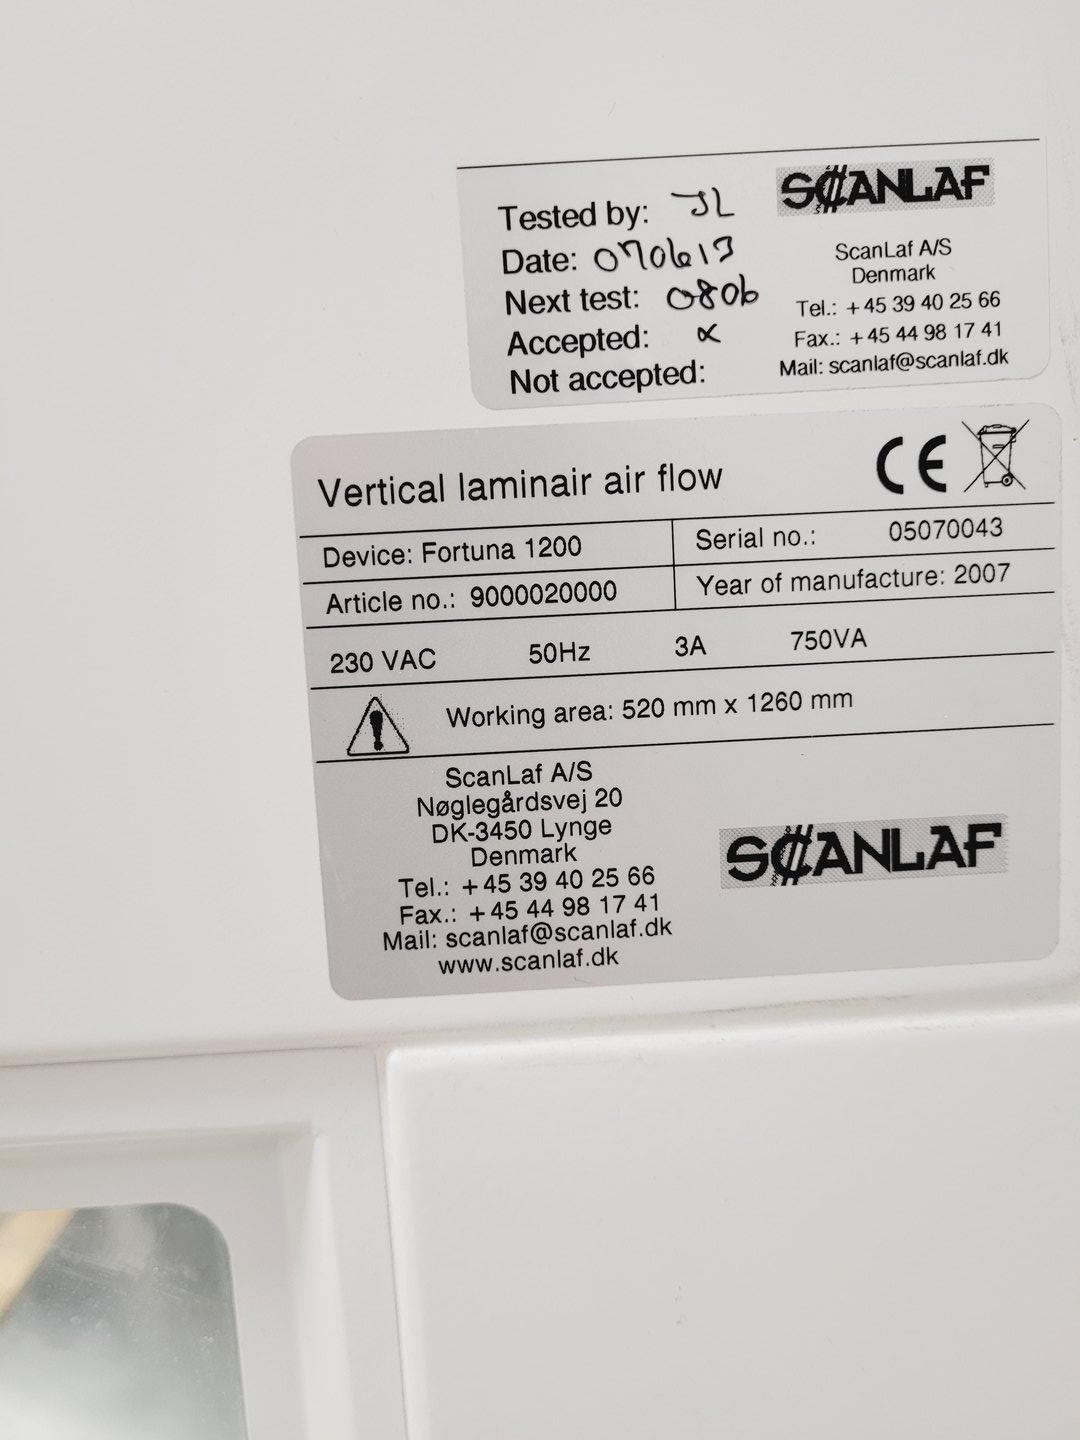 SCANLAF
Tested by: JL
Date: 070613
Next test: 0806
Accepted: x
Not accepted:
ScanLaf A/S
Denmark
Tel.: +45 39 40 25 66
Fax.: +45 44 98 17 41
Mail: scanlaf@scanlaf.dk
Vertical laminair air flow CE
Device: Fortuna 1200
Serial no.: 05070043
Article no.: 9000020000
Year of manufacture: 2007
230 VAC 50Hz 3A 750VA
Working area: 520 mm x 1260 mm
ScanLaf A/S
Nøglegårdsvej 20
DK-3450 Lynge
Denmark
Tel.: +45 39 40 25 66
Fax.: +45 44 98 17 41
Mail: scanlaf@scanlaf.dk
www.scanlaf.dk
SCANLAF